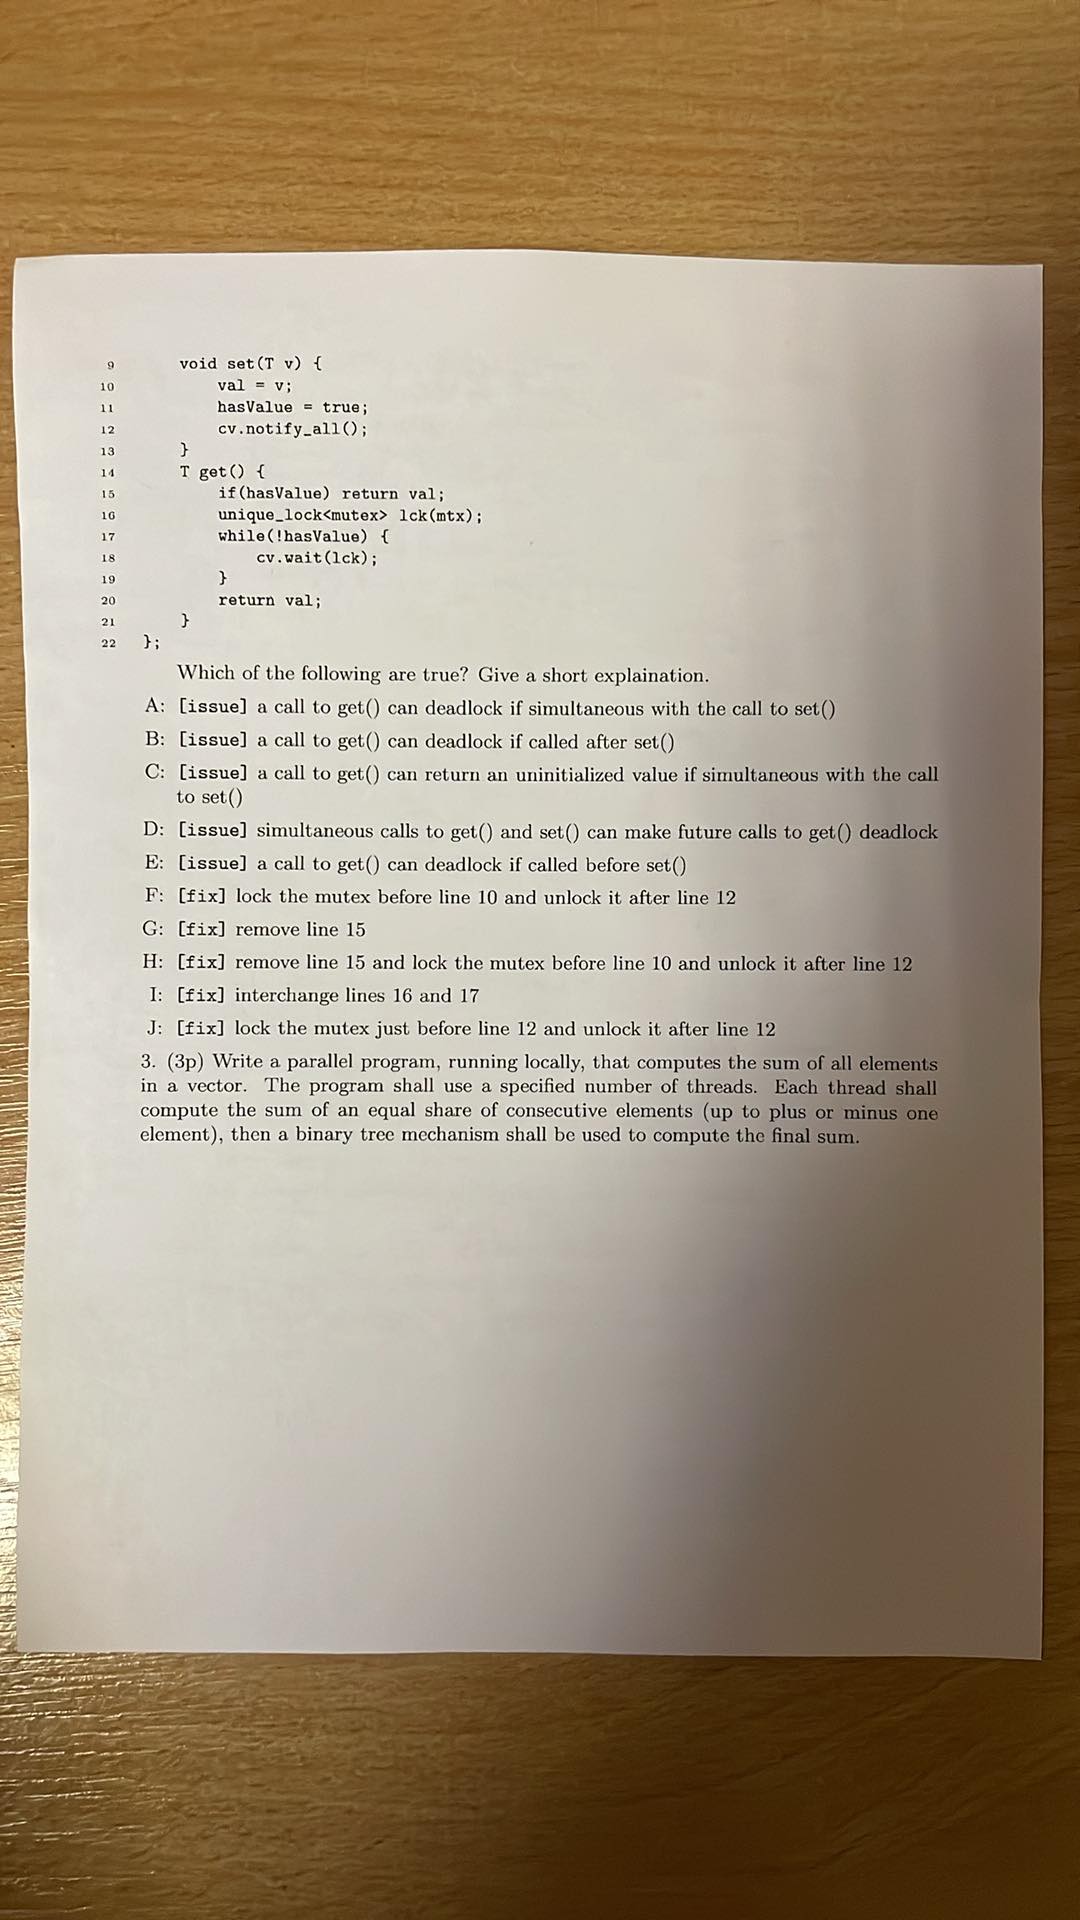 9 void set(T v) {
10 val = v;
11 hasValue = true;
12 cv.notify_all();
13 }
14 T get() {
15 if(hasValue) return val;
16 unique_lock<mutex> lck(mtx);
17 while(!hasValue) {
18 cv.wait(lck);
19 }
20 return val;
21 }
22 };
Which of the following are true? Give a short explaination.
A: [issue] a call to get() can deadlock if simultaneous with the call to set()
B: [issue] a call to get() can deadlock if called after set()
C: [issue] a call to get() can return an uninitialized value if simultaneous with the call
to set()
D: [issue] simultaneous calls to get() and set() can make future calls to get() deadlock
E: [issue] a call to get() can deadlock if called before set()
F: [fix] lock the mutex before line 10 and unlock it after line 12
G: [fix] remove line 15
H: [fix] remove line 15 and lock the mutex before line 10 and unlock it after line 12
I: [fix] interchange lines 16 and 17
J: [fix] lock the mutex just before line 12 and unlock it after line 12
3. (3p) Write a parallel program, running locally, that computes the sum of all elements
in a vector. The program shall use a specified number of threads. Each thread shall
compute the sum of an equal share of consecutive elements (up to plus or minus one
element), then a binary tree mechanism shall be used to compute the final sum.